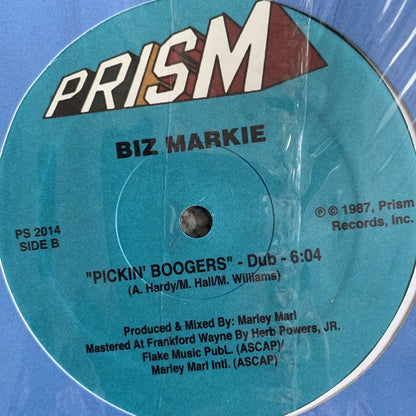 PRISM
BIZ MARKIE
PS 2014
SIDE B
℗ © 1987, Prism
Records, Inc.
"PICKIN' BOOGERS" - Dub - 6:04
(A. Hardy/M. Hall/M. Williams)
Produced & Mixed By: Marley Marl
Mastered At Frankford Wayne By Herb Powers, JR.
Flake Music PubL. (ASCAP)/
Marley Marl Intl. (ASCAP)